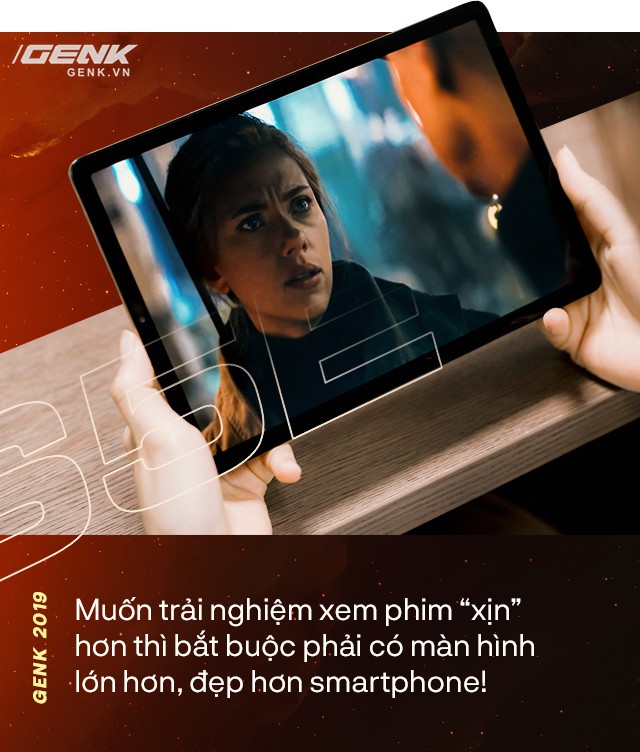 GENK
GENK.VN
S5E
GENK 2019
Muốn trải nghiệm xem phim “xịn”
hơn thì bắt buộc phải có màn hình
lớn hơn, đẹp hơn smartphone!